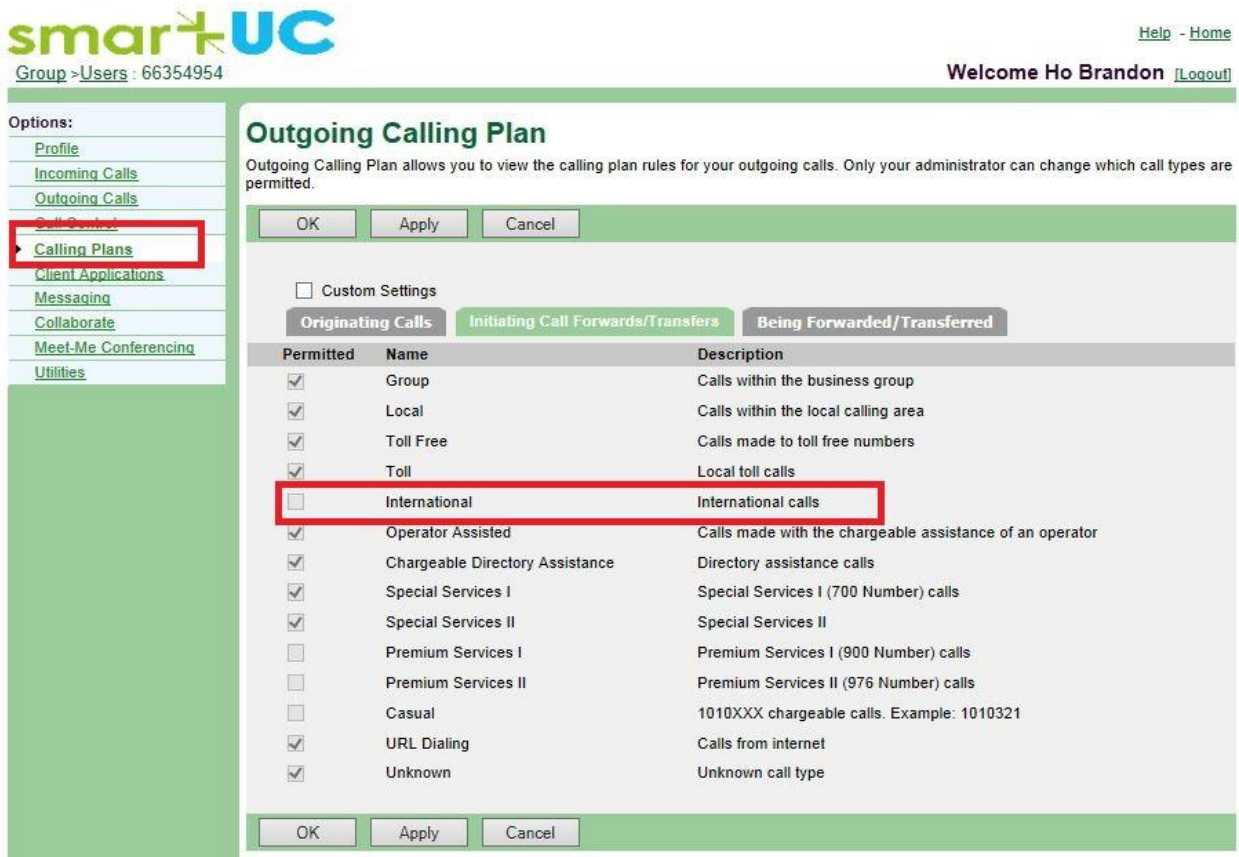 smart UC
Help - Home
Group >Users : 66354954
Welcome Ho Brandon [Logout]
Options:
Profile
Incoming Calls
Outgoing Calls
Call Control
Calling Plans
Client Applications
Messaging
Collaborate
Meet-Me Conferencing
Utilities
Outgoing Calling Plan
Outgoing Calling Plan allows you to view the calling plan rules for your outgoing calls. Only your administrator can change which call types are
permitted.
OK Apply Cancel
Custom Settings
Originating Calls Initiating Call Forwards/Transfers Being Forwarded/Transferred
Permitted Name Description
Group Calls within the business group
Local Calls within the local calling area
Toll Free Calls made to toll free numbers
Toll Local toll calls
International International calls
Operator Assisted Calls made with the chargeable assistance of an operator
Chargeable Directory Assistance Directory assistance calls
Special Services I Special Services I (700 Number) calls
Special Services II Special Services II
Premium Services I Premium Services I (900 Number) calls
Premium Services II Premium Services II (976 Number) calls
Casual 1010XXX chargeable calls. Example: 1010321
URL Dialing Calls from internet
Unknown Unknown call type
OK Apply Cancel